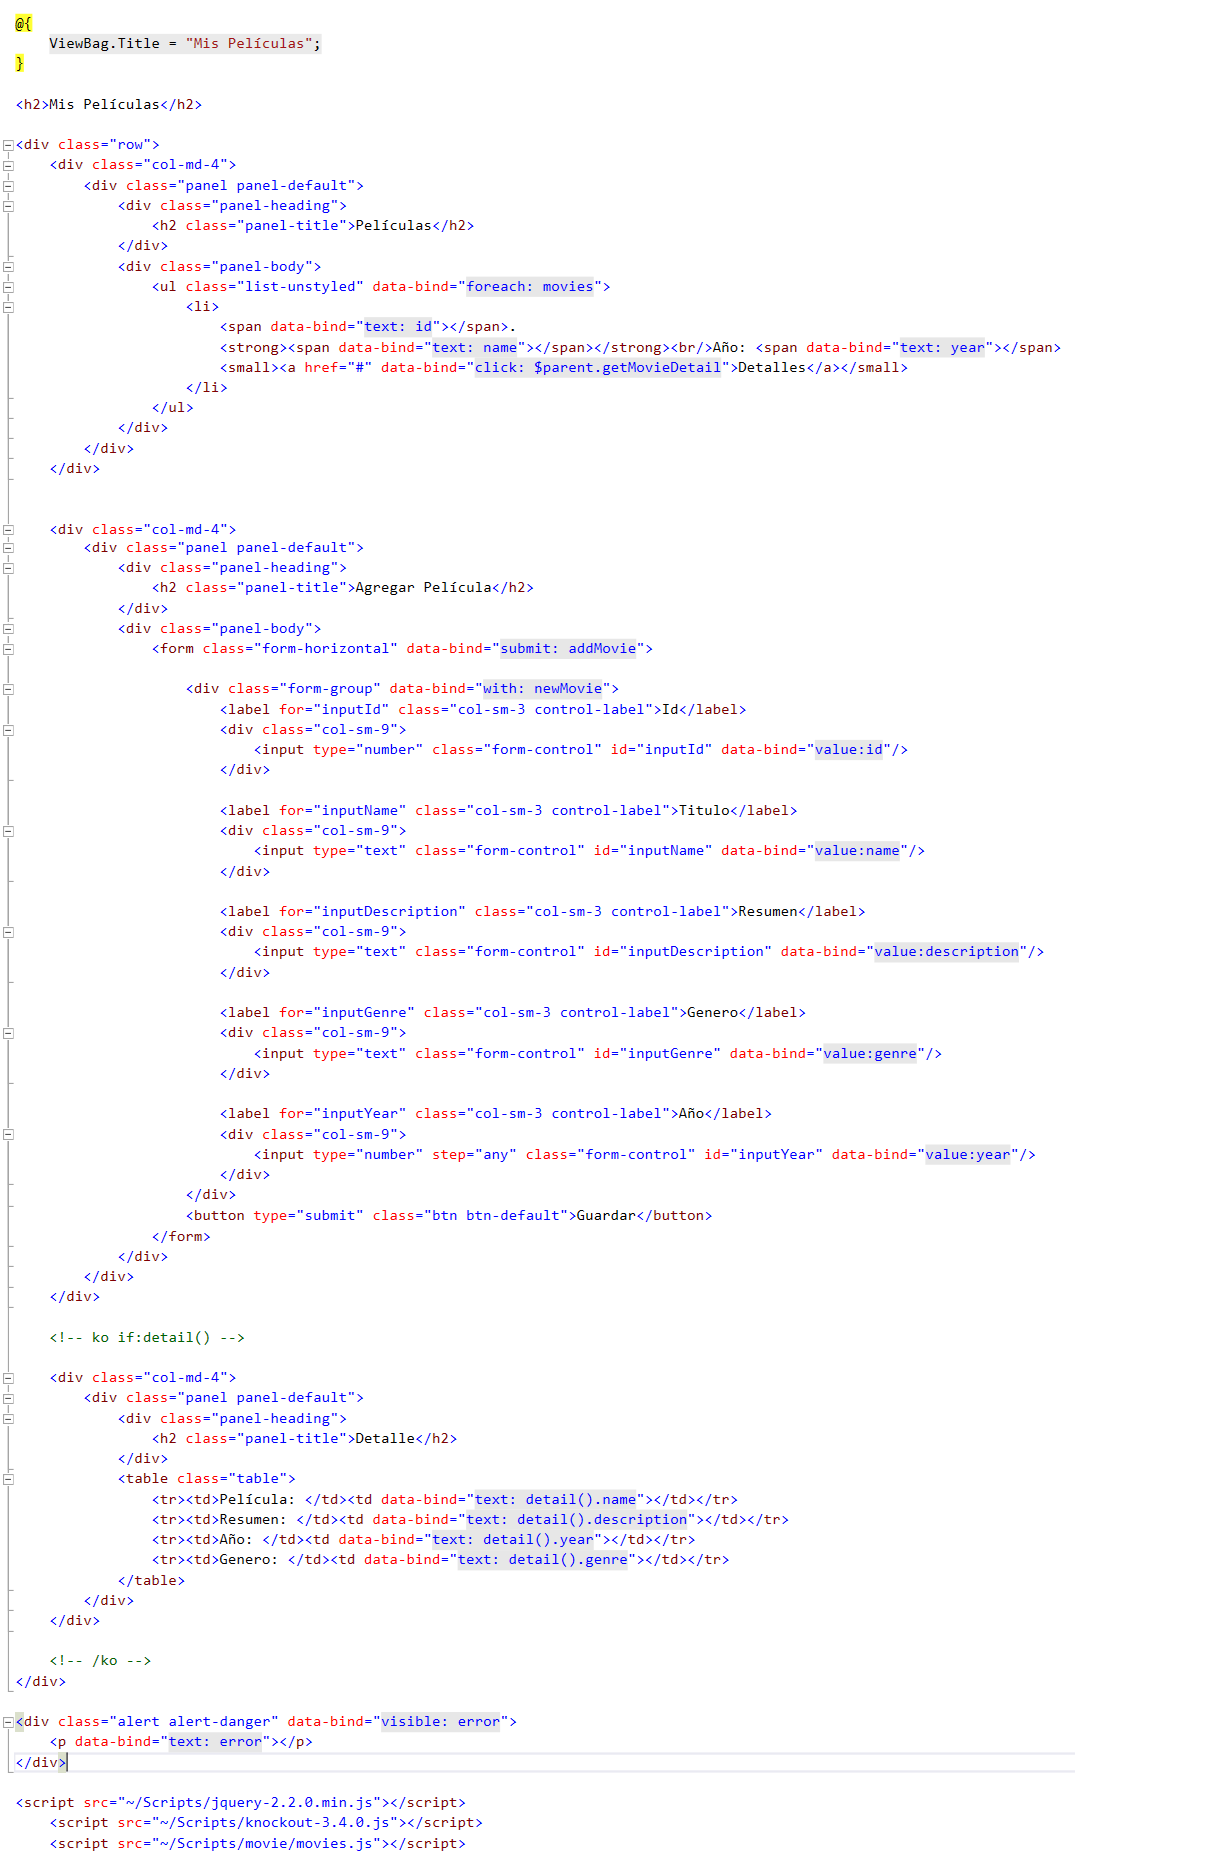 @{
    ViewBag.Title = "Mis Películas";
}
<h2>Mis Películas</h2>
<div class="row">
    <div class="col-md-4">
        <div class="panel panel-default">
            <div class="panel-heading">
                <h2 class="panel-title">Películas</h2>
            </div>
            <div class="panel-body">
                <ul class="list-unstyled" data-bind="foreach: movies">
                    <li>
                        <span data-bind="text: id"></span>.
                        <strong><span data-bind="text: name"></span></strong><br/>Año: <span data-bind="text: year"></span>
                        <small><a href="#" data-bind="click: $parent.getMovieDetail">Detalles</a></small>
                    </li>
                </ul>
            </div>
        </div>
    </div>
    <div class="col-md-4">
        <div class="panel panel-default">
            <div class="panel-heading">
                <h2 class="panel-title">Agregar Película</h2>
            </div>
            <div class="panel-body">
                <form class="form-horizontal" data-bind="submit: addMovie">
                    <div class="form-group" data-bind="with: newMovie">
                        <label for="inputId" class="col-sm-3 control-label">Id</label>
                        <div class="col-sm-9">
                            <input type="number" class="form-control" id="inputId" data-bind="value:id"/>
                        </div>
                        <label for="inputName" class="col-sm-3 control-label">Titulo</label>
                        <div class="col-sm-9">
                            <input type="text" class="form-control" id="inputName" data-bind="value:name"/>
                        </div>
                        <label for="inputDescription" class="col-sm-3 control-label">Resumen</label>
                        <div class="col-sm-9">
                            <input type="text" class="form-control" id="inputDescription" data-bind="value:description"/>
                        </div>
                        <label for="inputGenre" class="col-sm-3 control-label">Genero</label>
                        <div class="col-sm-9">
                            <input type="text" class="form-control" id="inputGenre" data-bind="value:genre"/>
                        </div>
                        <label for="inputYear" class="col-sm-3 control-label">Año</label>
                        <div class="col-sm-9">
                            <input type="number" step="any" class="form-control" id="inputYear" data-bind="value:year"/>
                        </div>
                    </div>
                    <button type="submit" class="btn btn-default">Guardar</button>
                </form>
            </div>
        </div>
    </div>
    <!-- ko if:detail() -->
    <div class="col-md-4">
        <div class="panel panel-default">
            <div class="panel-heading">
                <h2 class="panel-title">Detalle</h2>
            </div>
            <table class="table">
                <tr><td>Película: </td><td data-bind="text: detail().name"></td></tr>
                <tr><td>Resumen: </td><td data-bind="text: detail().description"></td></tr>
                <tr><td>Año: </td><td data-bind="text: detail().year"></td></tr>
                <tr><td>Genero: </td><td data-bind="text: detail().genre"></td></tr>
            </table>
        </div>
    </div>
    <!-- /ko -->
</div>
<div class="alert alert-danger" data-bind="visible: error">
    <p data-bind="text: error"></p>
</div>
<script src="~/Scripts/jquery-2.2.0.min.js"></script>
    <script src="~/Scripts/knockout-3.4.0.js"></script>
    <script src="~/Scripts/movie/movies.js"></script>